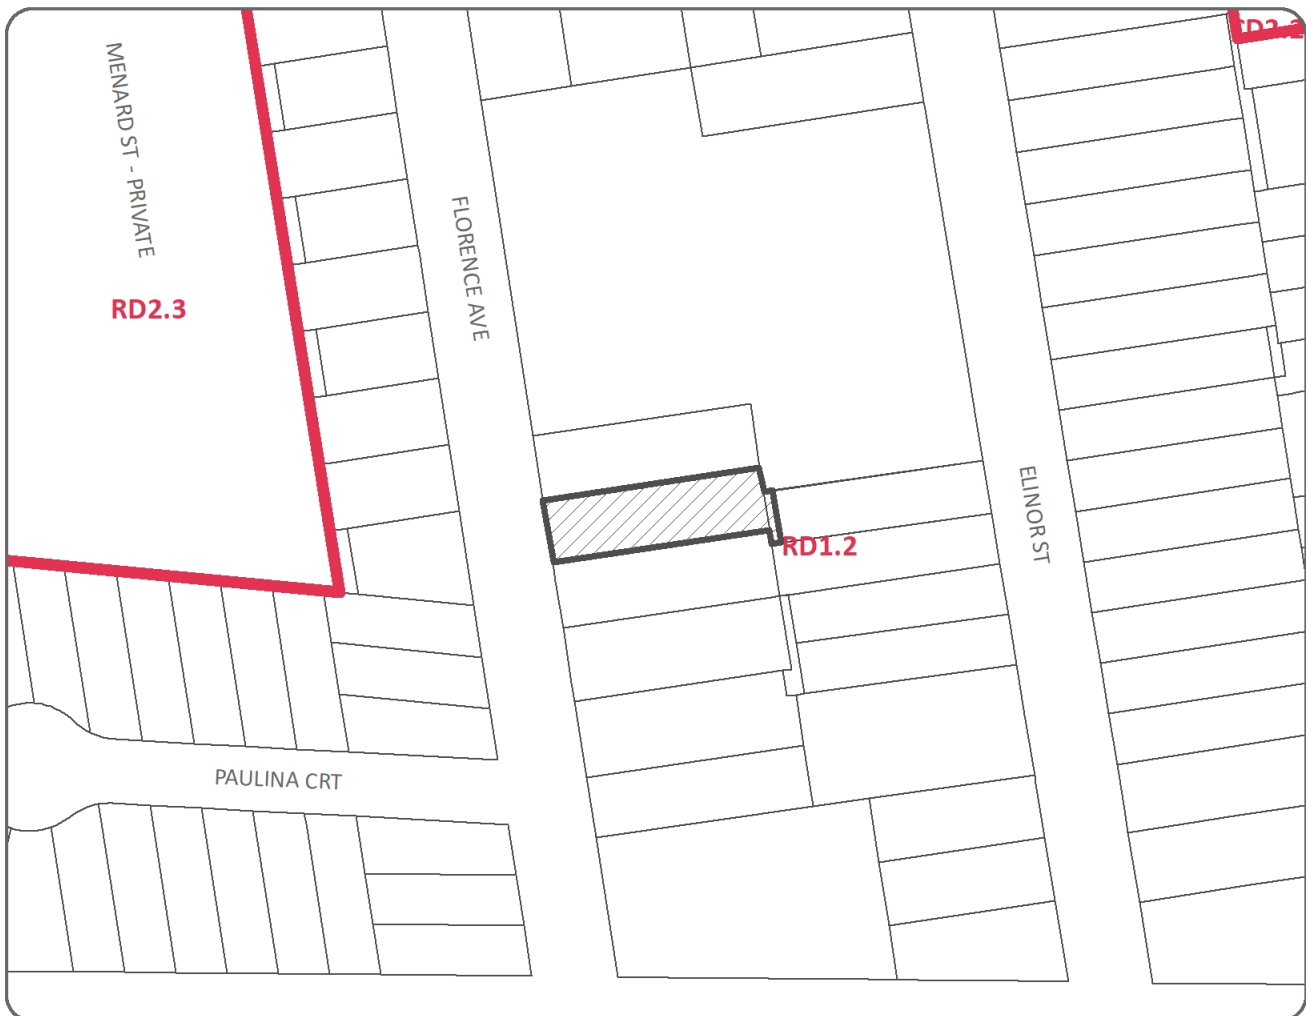 MENARD ST - PRIVATE
FLORENCE AVE
RD2.3
ELINOR ST
RD1.2
PAULINA CRT